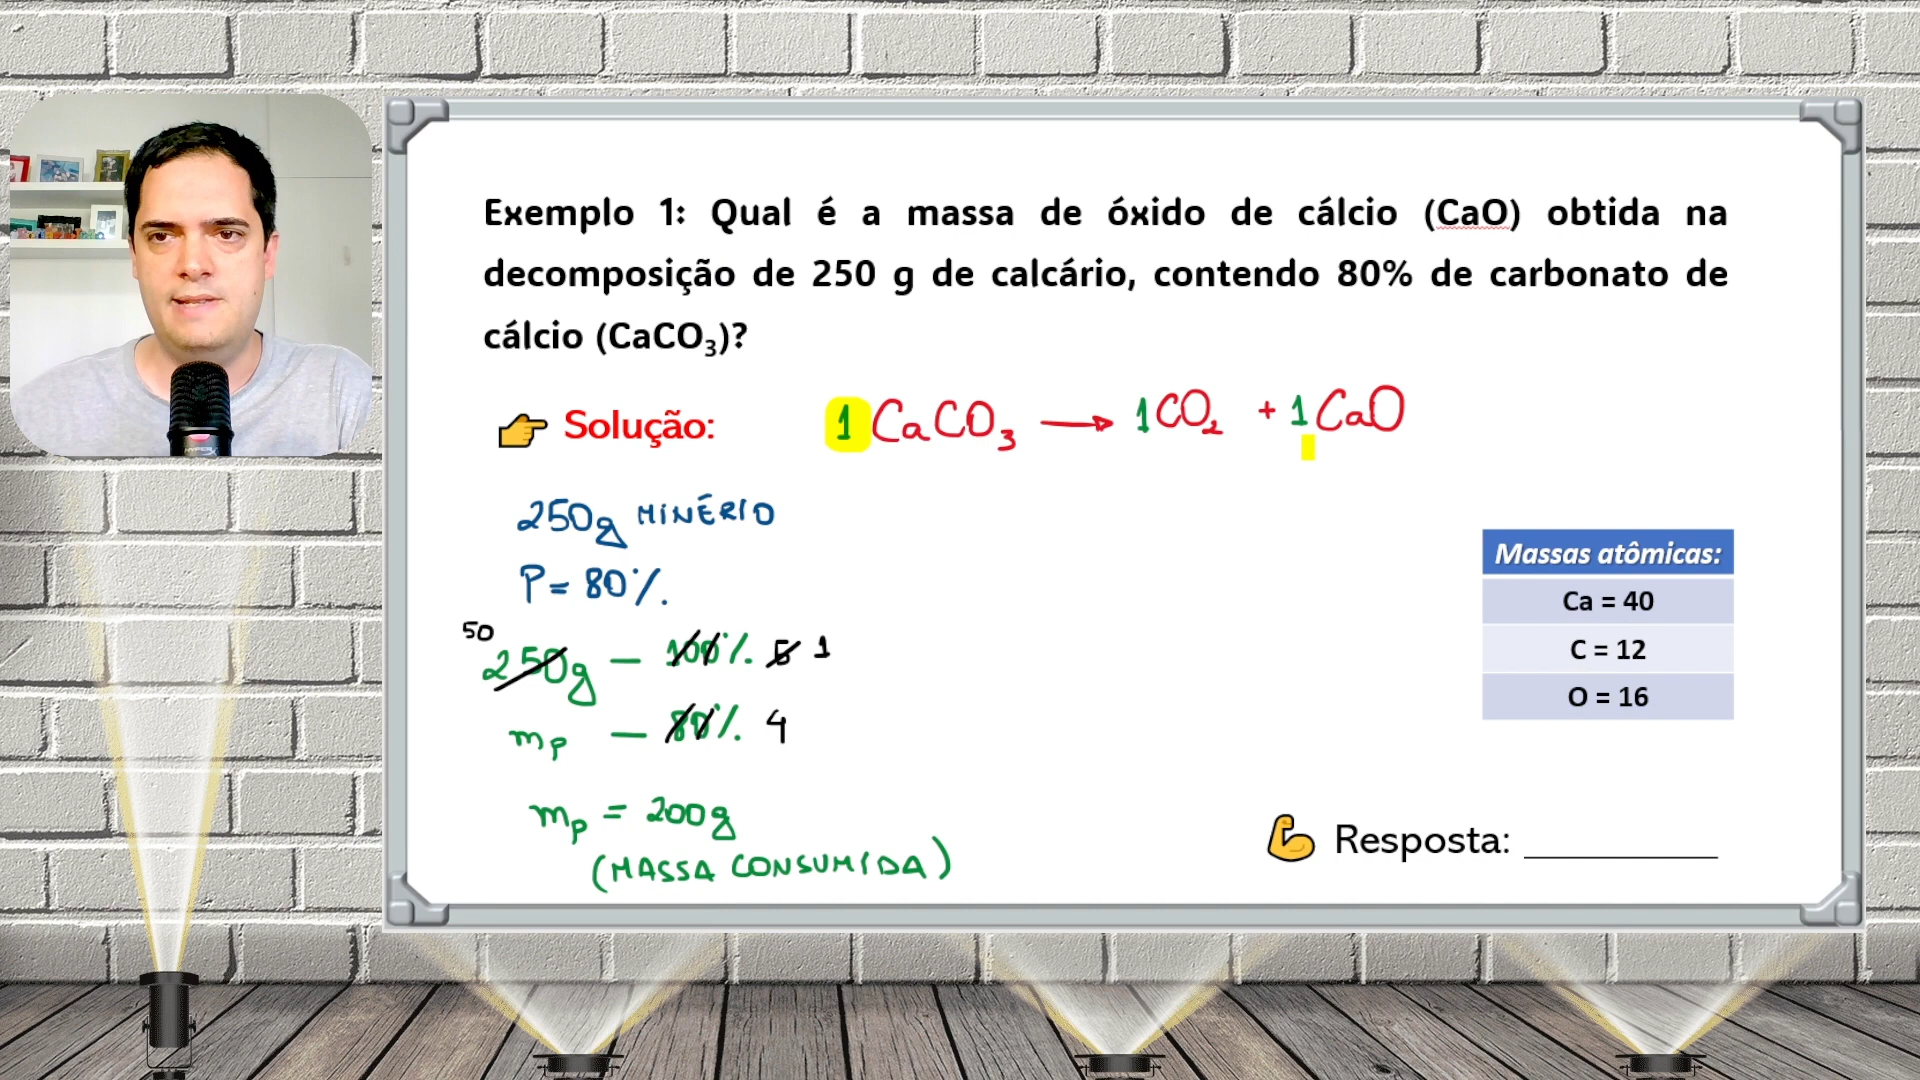 Exemplo 1: Qual é a massa de óxido de cálcio (CaO) obtida na
decomposição de 250 g de calcário, contendo 80% de carbonato de
cálcio (CaCO₃)?
Solução:
1 CaCO₃ → 1 CO₂ + 1 CaO
250g MINÉRIO
P = 80%.
50
250g — 100%. 5 1
mp — 80%. 4
mp = 200g
(MASSA CONSUMIDA)
Massas atômicas:
Ca = 40
C = 12
O = 16
Resposta: __________
HYPERX